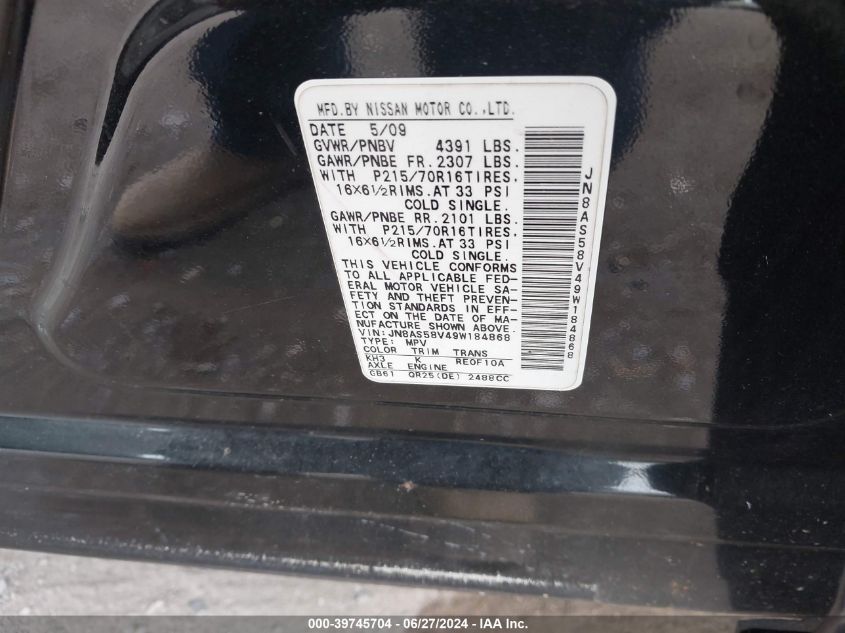 MFD.BY NISSAN MOTOR CO.,LTD.
DATE 5/09
GVWR/PNBV 4391 LBS.
GAWR/PNBE FR. 2307 LBS.
WITH P215/70R16TIRES,
16X6½RIMS.AT 33 PSI
COLD SINGLE.
GAWR/PNBE RR. 2101 LBS.
WITH P215/70R16TIRES,
16X6½RIMS.AT 33 PSI
COLD SINGLE.
THIS VEHICLE CONFORMS
TO ALL APPLICABLE FED-
ERAL MOTOR VEHICLE SA-
FETY AND THEFT PREVEN-
TION STANDARDS IN EFF-
ECT ON THE DATE OF MA-
NUFACTURE SHOWN ABOVE.
VIN:JN8AS58V49W184868
TYPE: MPV
COLOR TRIM TRANS
KH3 K RE0F10A
AXLE ENGINE
GB61 QR25(DE) 2488CC
JN8AS58V49W184868
000-39745704 | 06/27/2024 | IAA Inc.